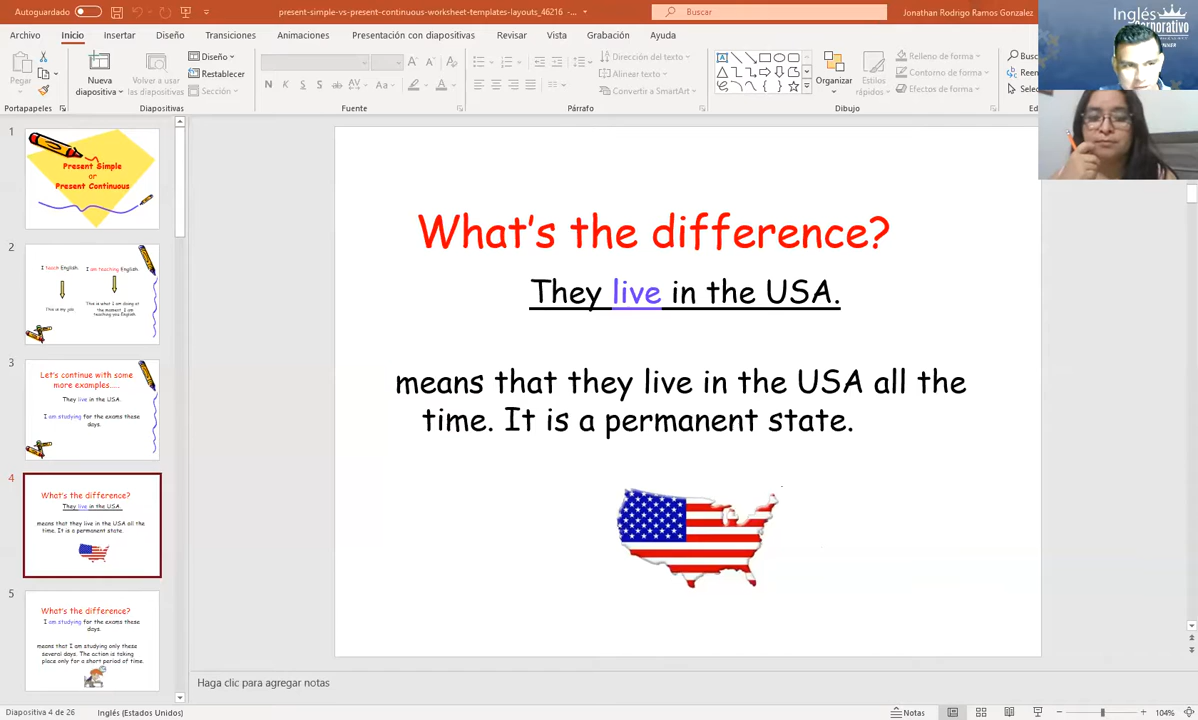 Autoguardado
present-simple-vs-present-continuous-worksheet-templates-layouts_46216 -...
Buscar
Jonathan Rodrigo Ramos Gonzalez
Inglés
Corporativo
Archivo Inicio Insertar Diseño Transiciones Animaciones Presentación con diapositivas Revisar Vista Grabación Ayuda
Pegar
Nueva
diapositiva
Volver a usar
las diapositivas
Diseño
Restablecer
Sección
N K S S ab AV Aa A
Dirección del texto
Alinear texto
Convertir a SmartArt
Organizar
Estilos
rápidos
Relleno de forma
Contorno de forma
Efectos de forma
Portapapeles
Diapositivas
Fuente
Párrafo
Dibujo
1
Present Simple
or
Present Continuous
2
I teach English. I am teaching English.
This is my job.
This is what I am doing at
the moment. I am
teaching you English.
3
Let's continue with some
more examples.....
They live in the USA.
I am studying for the exams these
days.
4
What's the difference?
They live in the USA.
means that they live in the USA all the
time. It is a permanent state.
5
What's the difference?
I am studying for the exams these
days.
means that I am studying only these
several days. The action is taking
place only for a short period of time.
What's the difference?
They live in the USA.
means that they live in the USA all the
time. It is a permanent state.
Haga clic para agregar notas
Diapositiva 4 de 26
Inglés (Estados Unidos)
Notas
104%